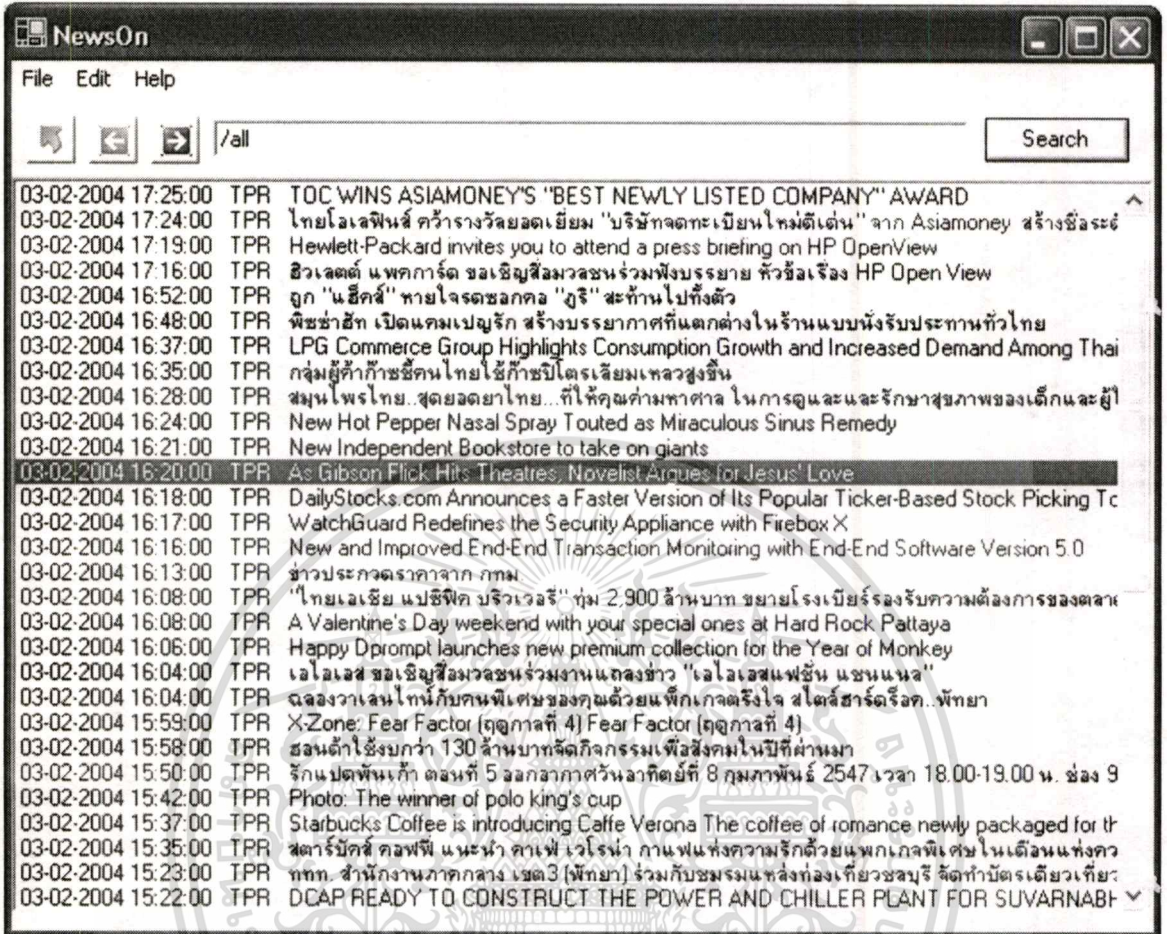 NewsOn
File Edit Help
/all Search
03-02-2004 17:25:00 TPR TOC WINS ASIAMONEY'S "BEST NEWLY LISTED COMPANY" AWARD
03-02-2004 17:24:00 TPR ไทยโอเลฟินส์ คว้ารางวัลยอดเยี่ยม "บริษัทจดทะเบียนใหม่ดีเด่น" จาก Asiamoney สร้างชื่อระดั
03-02-2004 17:19:00 TPR Hewlett-Packard invites you to attend a press briefing on HP OpenView
03-02-2004 17:16:00 TPR ฮิวเลตต์ แพคการ์ด ขอเชิญสื่อมวลชนร่วมฟังบรรยาย หัวข้อเรื่อง HP Open View
03-02-2004 16:52:00 TPR ถูก "แฮ็คส์" หายใจรดซอกคอ "ภูริ" สะท้านไปทั้งตัว
03-02-2004 16:48:00 TPR พิซซ่าฮัท เปิดแคมเปญรัก สร้างบรรยากาศที่แตกต่างในร้านแบบนั่งรับประทานทั่วไทย
03-02-2004 16:37:00 TPR LPG Commerce Group Highlights Consumption Growth and Increased Demand Among Thai
03-02-2004 16:35:00 TPR กลุ่มผู้ค้าก๊าซชี้คนไทยใช้ก๊าซปิโตรเลียมเหลวสูงขึ้น
03-02-2004 16:28:00 TPR สมุนไพรไทย..สุดยอดยาไทย...ที่ให้คุณค่ามหาศาล ในการดูแลและรักษาสุขภาพของเด็กและผู้ใ
03-02-2004 16:24:00 TPR New Hot Pepper Nasal Spray Touted as Miraculous Sinus Remedy
03-02-2004 16:21:00 TPR New Independent Bookstore to take on giants
03-02-2004 16:20:00 TPR As Gibson Flick Hits Theatres, Novelist Argues for Jesus' Love
03-02-2004 16:18:00 TPR DailyStocks.com Announces a Faster Version of Its Popular Ticker-Based Stock Picking To
03-02-2004 16:17:00 TPR WatchGuard Redefines the Security Appliance with Firebox X
03-02-2004 16:16:00 TPR New and Improved End-End Transaction Monitoring with End-End Software Version 5.0
03-02-2004 16:13:00 TPR ข่าวประกวดราคาจาก กทม.
03-02-2004 16:08:00 TPR "ไทยเอเชีย แปซิฟิค บริวเวอรี่" ทุ่ม 2,900 ล้านบาท ขยายโรงเบียร์รองรับความต้องการของตลาด
03-02-2004 16:08:00 TPR A Valentine's Day weekend with your special ones at Hard Rock Pattaya
03-02-2004 16:06:00 TPR Happy Dprompt launches new premium collection for the Year of Monkey
03-02-2004 16:04:00 TPR เอไอเอส ขอเชิญสื่อมวลชนร่วมงานแถลงข่าว "เอไอเอสแฟชั่น แชนแนล"
03-02-2004 16:04:00 TPR ฉลองวาเลนไทน์กับคนพิเศษของคุณด้วยแพ็กเกจตรึงใจ สไตล์ฮาร์ดร็อค..พัทยา
03-02-2004 15:59:00 TPR X-Zone: Fear Factor (ฤดูกาลที่ 4) Fear Factor (ฤดูกาลที่ 4)
03-02-2004 15:58:00 TPR ฮอนด้าใช้งบกว่า 130 ล้านบาทจัดกิจกรรมเพื่อสังคมในปีที่ผ่านมา
03-02-2004 15:50:00 TPR รักแปดพันเก้า ตอนที่ 5 ออกอากาศวันอาทิตย์ที่ 8 กุมภาพันธ์ 2547 เวลา 18.00-19.00 น. ช่อง 9
03-02-2004 15:42:00 TPR Photo: The winner of polo king's cup
03-02-2004 15:37:00 TPR Starbucks Coffee is introducing Caffe Verona The coffee of romance newly packaged for th
03-02-2004 15:35:00 TPR สตาร์บัคส์ คอฟฟี่ แนะนำ คาเฟ่ เวโรน่า กาแฟแห่งความรักด้วยแพกเกจพิเศษในเดือนแห่งคว
03-02-2004 15:23:00 TPR ททท. สำนักงานภาคกลาง เขต3 (พัทยา) ร่วมกับชมรมแหล่งท่องเที่ยวชลบุรี จัดทำบัตรเดียวเที่ยว
03-02-2004 15:22:00 TPR DCAP READY TO CONSTRUCT THE POWER AND CHILLER PLANT FOR SUVARNABH